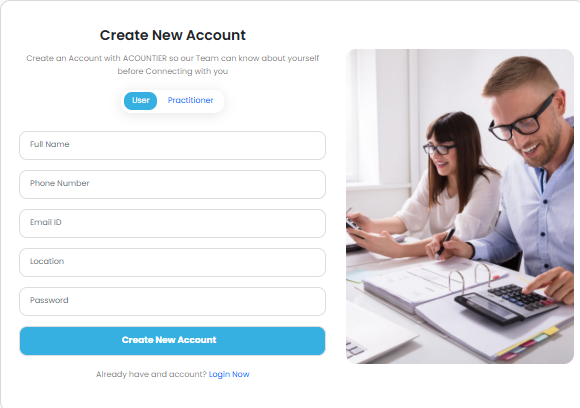 Create New Account
Create an Account with ACOUNTIER so our Team can know about yourself
before Connecting with you
User Practitioner
Full Name
Phone Number
Email ID
Location
Password
Create New Account
Already have and account? Login Now